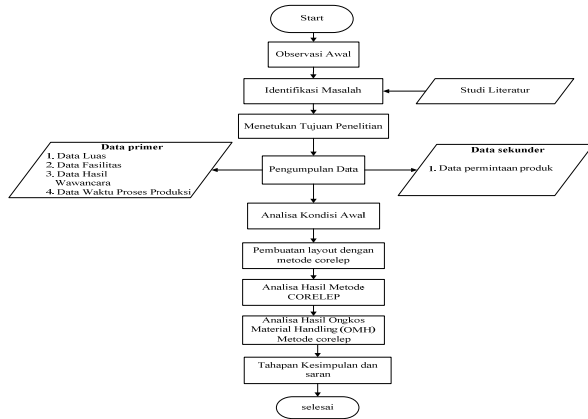 Start
Observasi Awal
Identifikasi Masalah
Studi Literatur
Menetukan Tujuan Penelitian
Data primer
1. Data Luas
2. Data Fasilitas
3. Data Hasil
Wawancara
4. Data Waktu Proses Produksi
Pengumpulan Data
Data sekunder
1. Data permintaan produk
Analisa Kondisi Awal
Pembuatan layout dengan
metode corelep
Analisa Hasil Metode
CORELEP
Analisa Hasil Ongkos
Material Handling (OMH)
Metode corelep
Tahapan Kesimpulan dan
saran
selesai